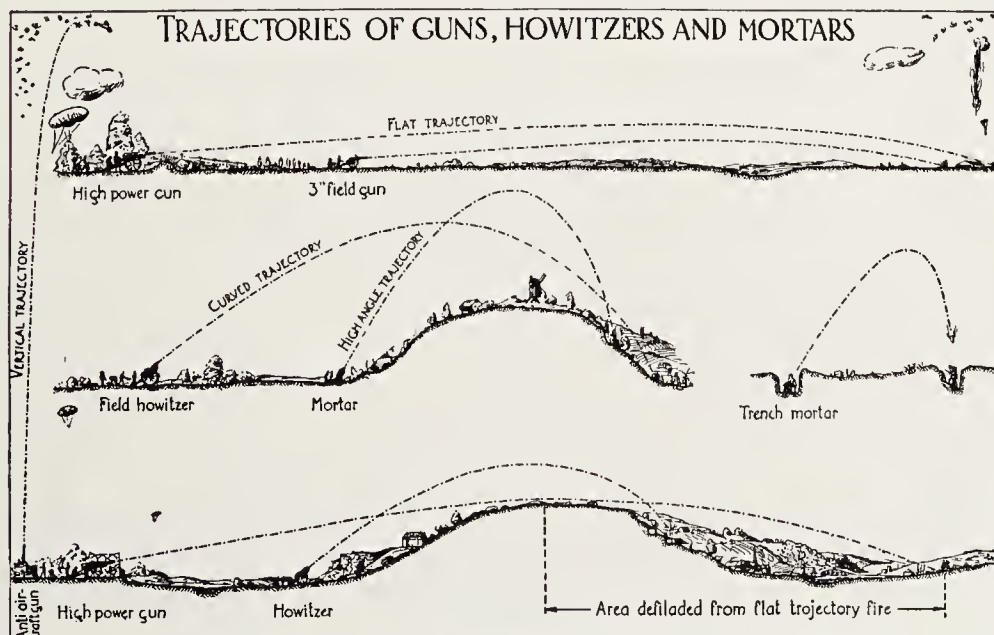 TRAJECTORIES OF GUNS, HOWITZERS AND MORTARS
FLAT TRAJECTORY
High power gun
3" field gun
VERTICAL TRAJECTORY
CURVED TRAJECTORY
HIGH ANGLE TRAJECTORY
Field howitzer
Mortar
Trench mortar
Anti air-
craft gun
High power gun
Howitzer
Area defiladed from flat trojectory fire